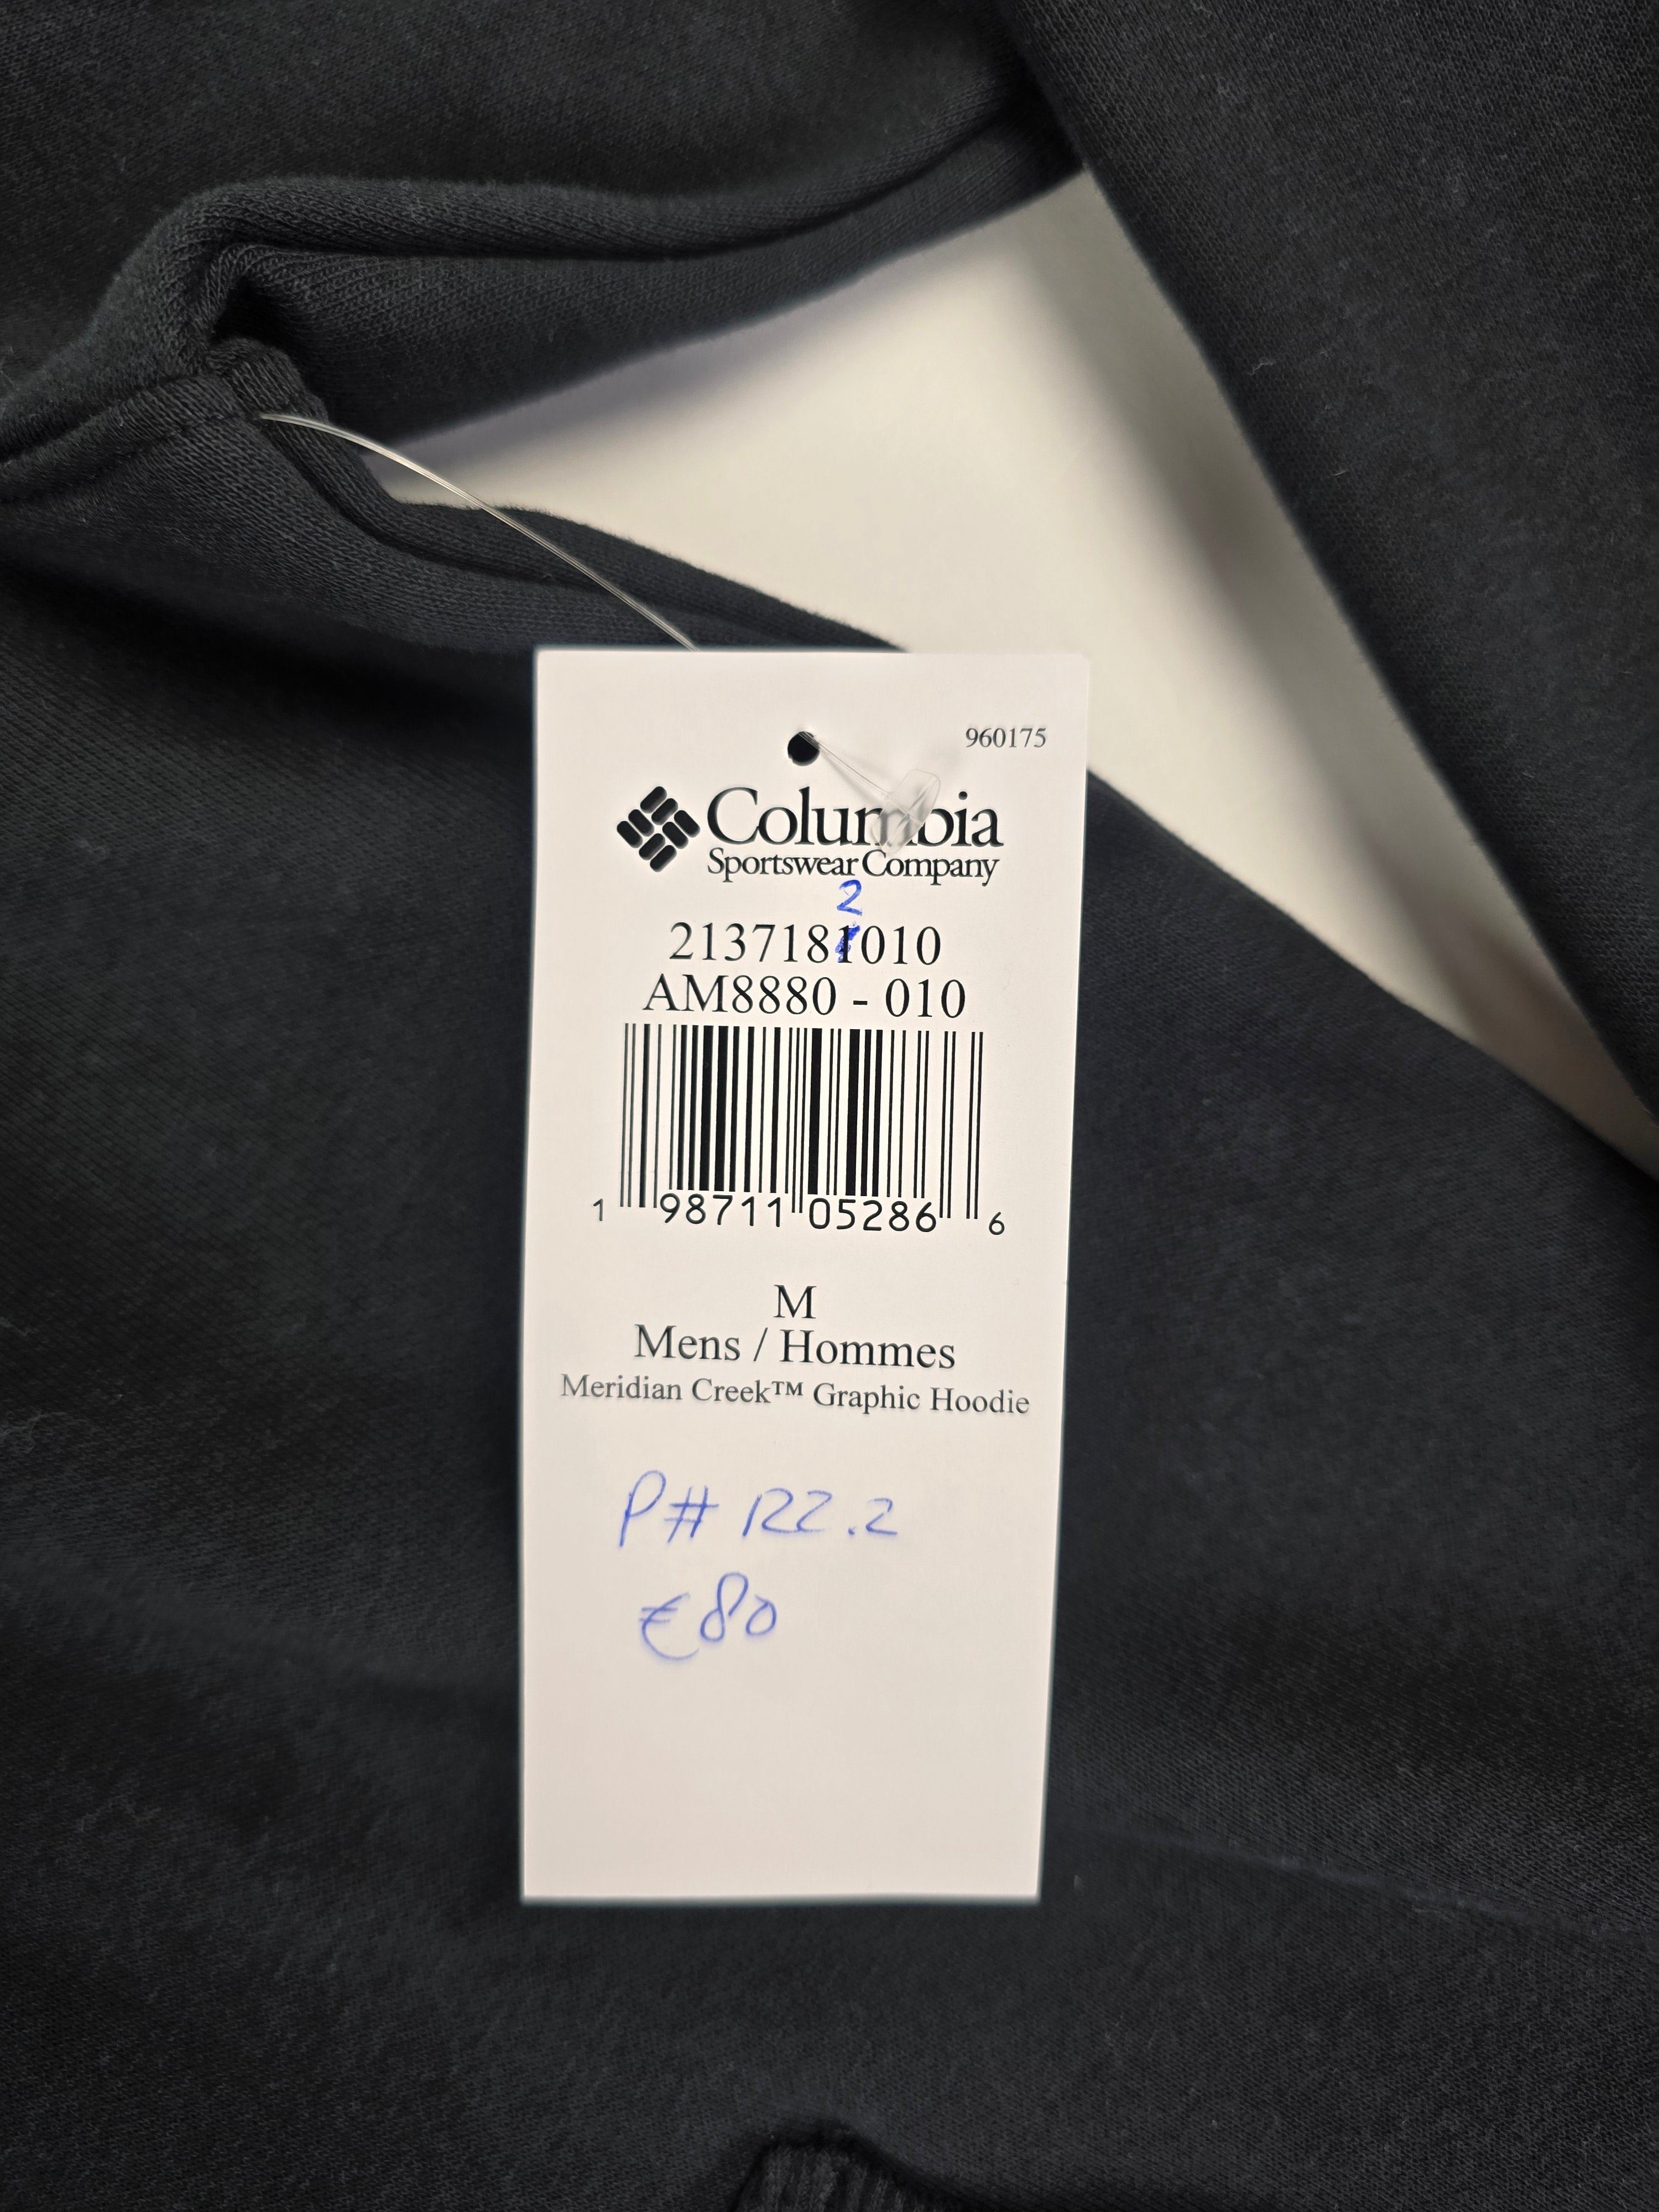 960175
Columbia
Sportswear Company
2
2137181010
AM8880 - 010
1 98711 05286 6
M
Mens / Hommes
Meridian Creek™ Graphic Hoodie
P# 122.2
€80